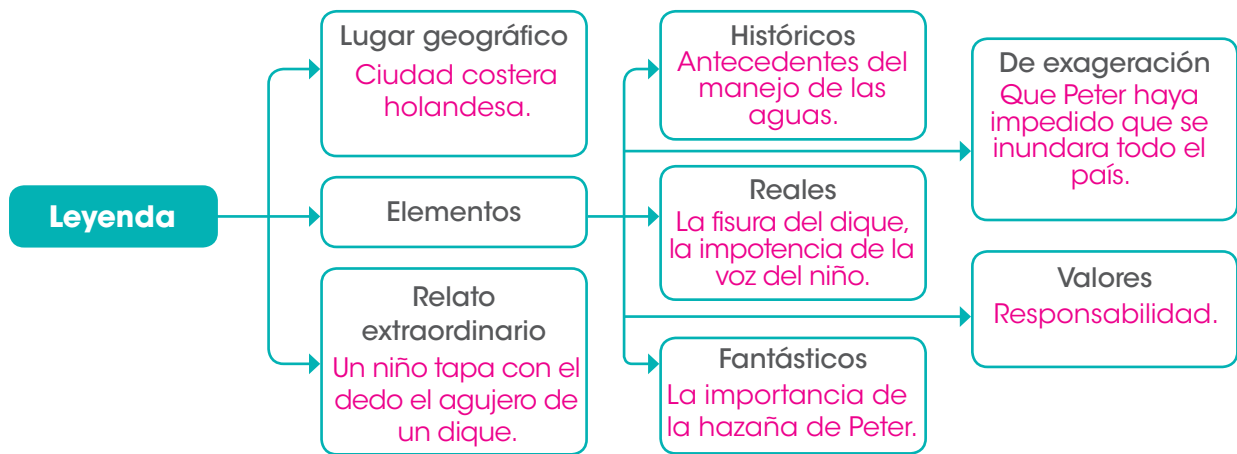 Leyenda
Lugar geográfico
Ciudad costera
holandesa.
Elementos
Relato
extraordinario
Un niño tapa con el
dedo el agujero de
un dique.
Históricos
Antecedentes del
manejo de las
aguas.
Reales
La fisura del dique,
la impotencia de la
voz del niño.
Fantásticos
La importancia de
la hazaña de Peter.
De exageración
Que Peter haya
impedido que se
inundara todo el
país.
Valores
Responsabilidad.